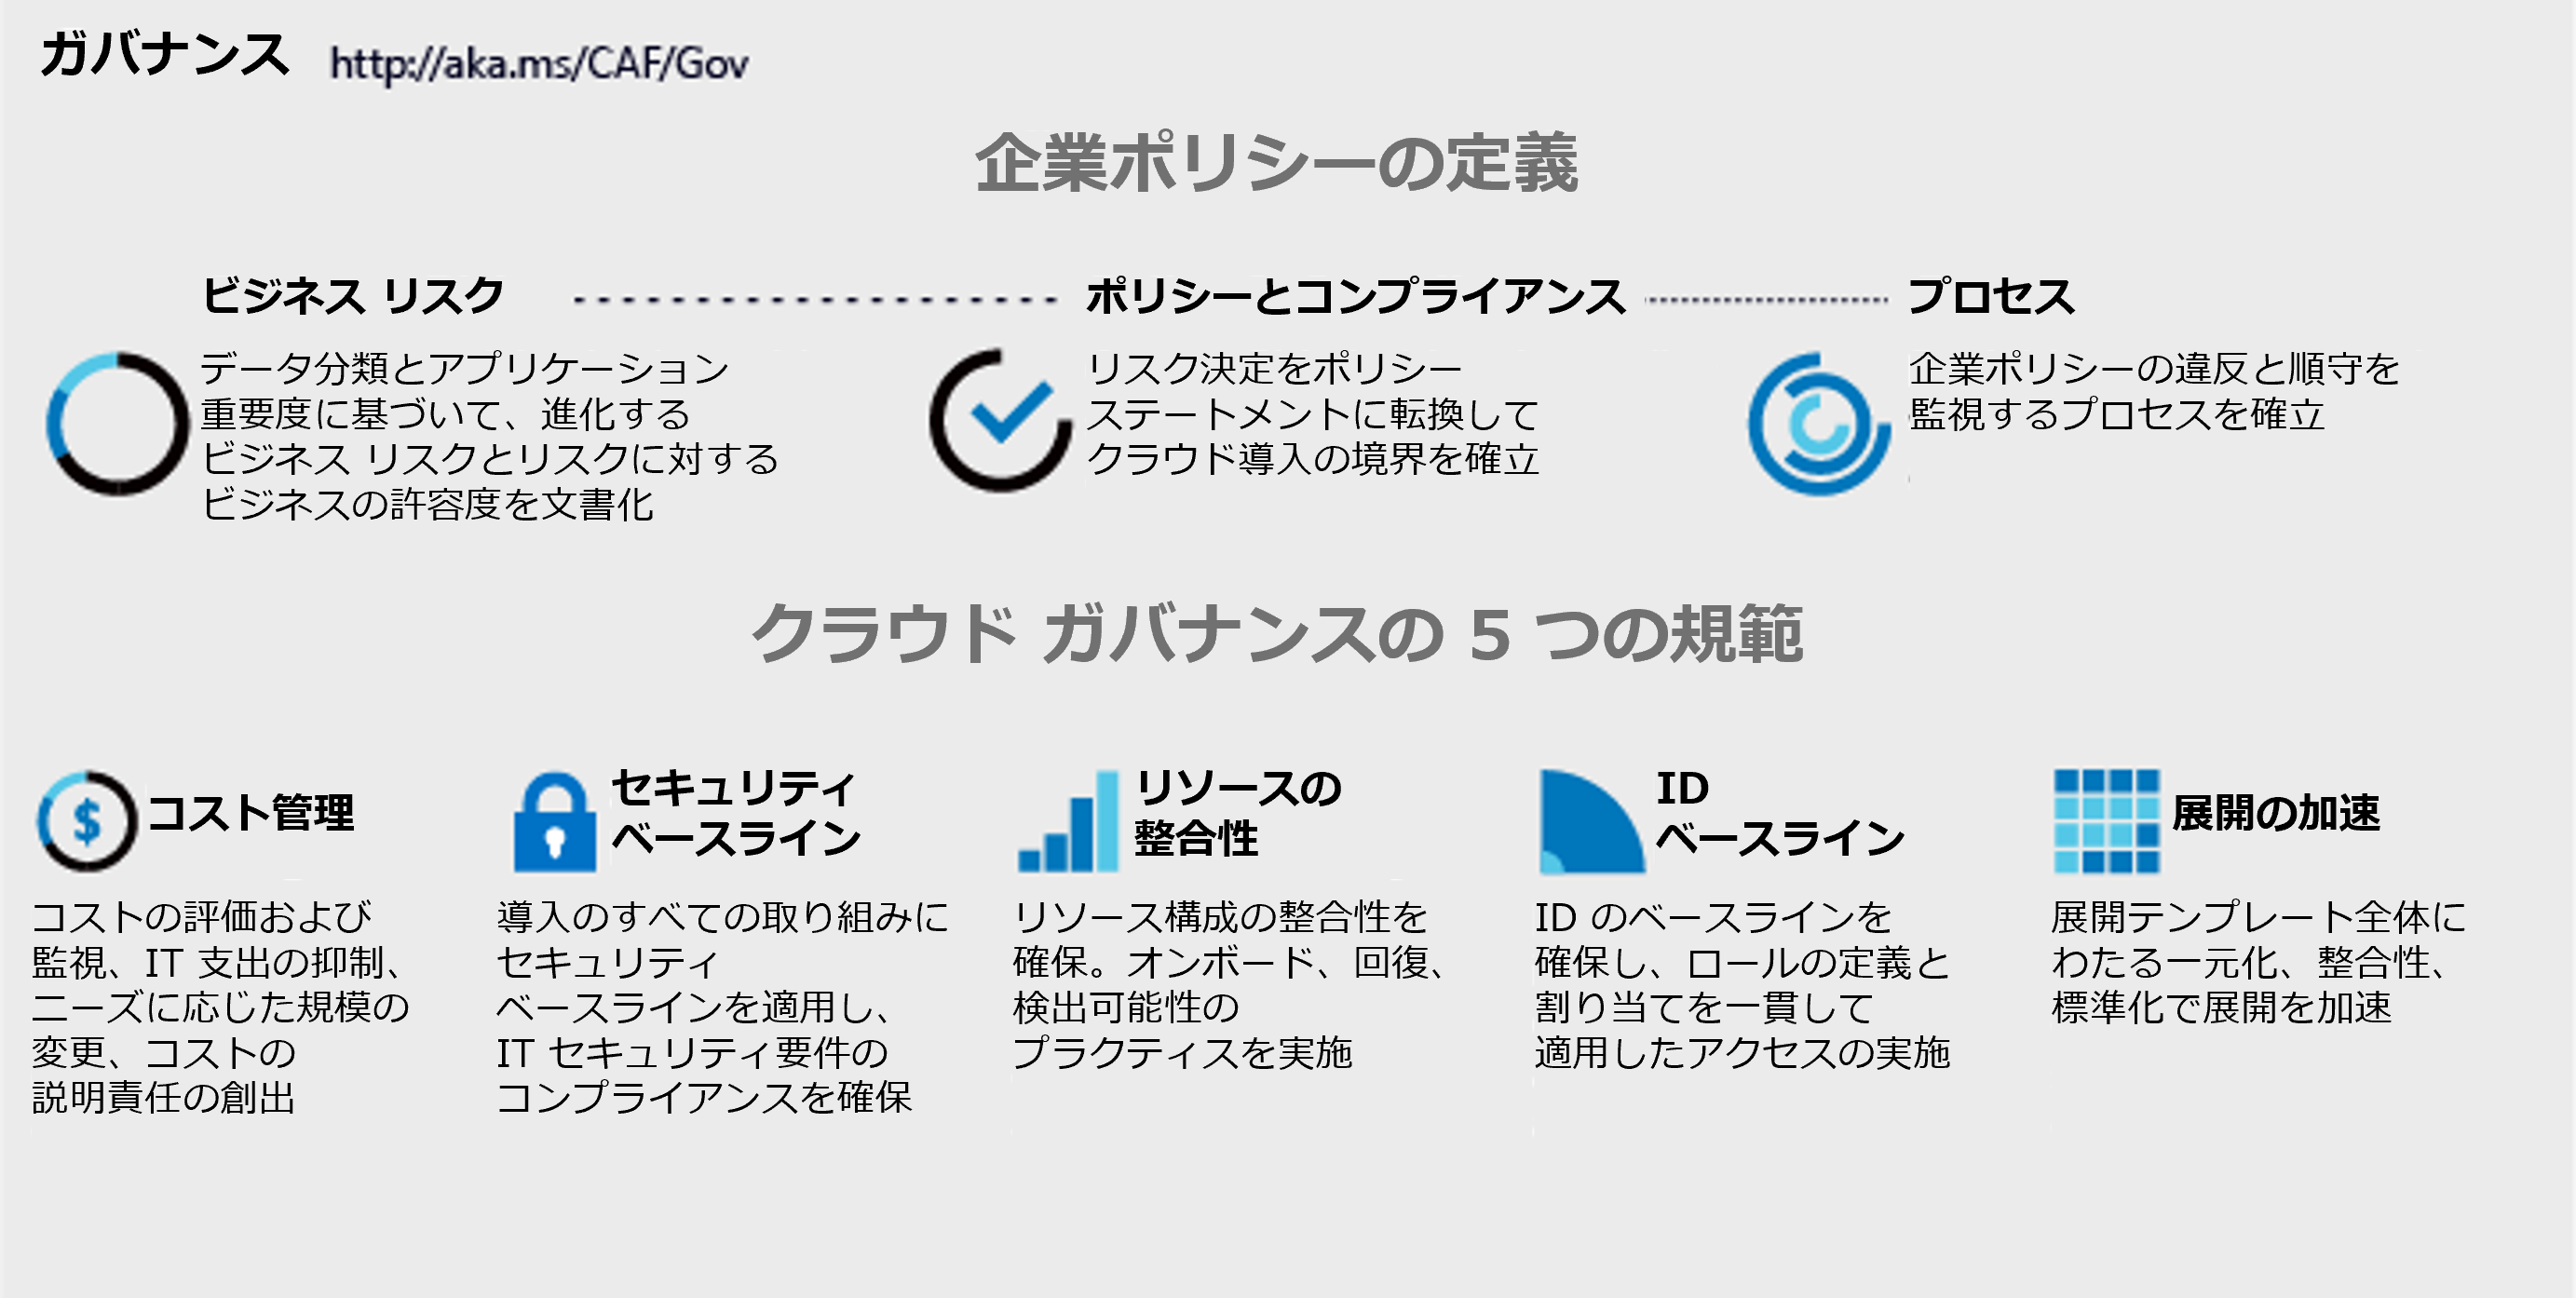 ガバナンス http://aka.ms/CAF/Gov
企業ポリシーの定義
ビジネス リスク
データ分類とアプリケーション
重要度に基づいて、進化する
ビジネス リスクとリスクに対する
ビジネスの許容度を文書化
ポリシーとコンプライアンス
リスク決定をポリシー
ステートメントに転換して
クラウド導入の境界を確立
プロセス
企業ポリシーの違反と順守を
監視するプロセスを確立
クラウド ガバナンスの 5 つの規範
$
コスト管理
コストの評価および
監視、IT 支出の抑制、
ニーズに応じた規模の
変更、コストの
説明責任の創出
セキュリティ
ベースライン
導入のすべての取り組みに
セキュリティ
ベースラインを適用し、
IT セキュリティ要件の
コンプライアンスを確保
リソースの
整合性
リソース構成の整合性を
確保。オンボード、回復、
検出可能性の
プラクティスを実施
ID
ベースライン
ID のベースラインを
確保し、ロールの定義と
割り当てを一貫して
適用したアクセスの実施
展開の加速
展開テンプレート全体に
わたる一元化、整合性、
標準化で展開を加速